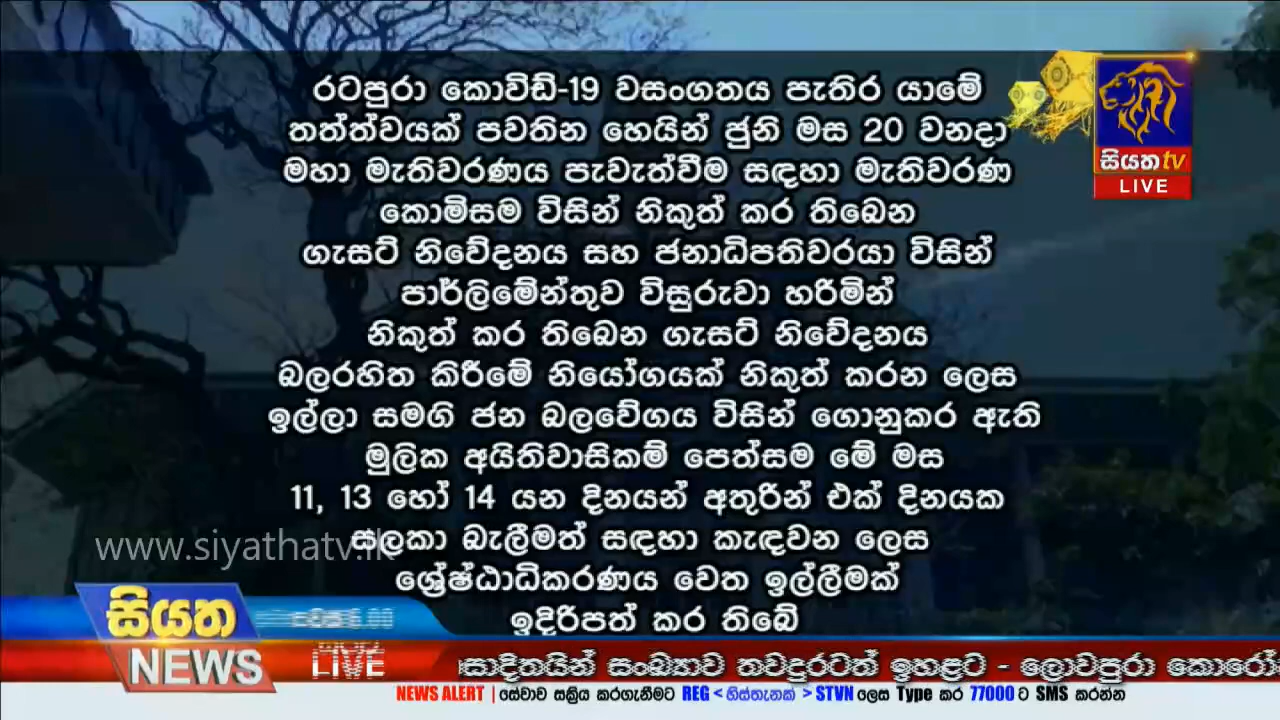 රටපුරා කොවිඩ්-19 වසංගතය පැතිර යාමේ
තත්ත්වයක් පවතින හෙයින් ජුනි මස 20 වනදා
මහා මැතිවරණය පැවැත්වීම සඳහා මැතිවරණ
කොමිසම විසින් නිකුත් කර තිබෙන
ගැසට් නිවේදනය සහ ජනාධිපතිවරයා විසින්
පාර්ලිමේන්තුව විසුරුවා හරිමින්
නිකුත් කර තිබෙන ගැසට් නිවේදනය
බලරහිත කිරීමේ නියෝගයක් නිකුත් කරන ලෙස
ඉල්ලා සමගි ජන බලවේගය විසින් ගොනුකර ඇති
මුලික අයිතිවාසිකම් පෙත්සම මේ මස
11, 13 හෝ 14 යන දිනයන් අතුරින් එක් දිනයක
සලකා බැලීමත් සඳහා කැඳවන ලෙස
ශ්‍රේෂ්ඨාධිකරණය වෙත ඉල්ලීමක්
ඉදිරිපත් කර තිබේ
සියත tv
LIVE
www.siyathatv.lk
සියත
NEWS
LIVE
සාදිතයින් සංඛ්‍යාව තවදුරටත් ඉහළට - ලොවපුරා කොරෝ
NEWS ALERT | සේවාව සක්‍රිය කරගැනීමට REG < හිස්තැනක් > STVN ලෙස Type කර 77000 ට SMS කරන්න